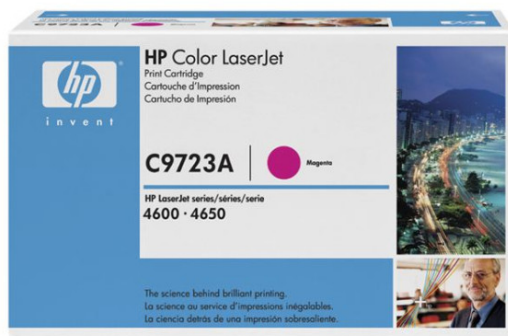 C9723A
hp
invent
HP Color LaserJet
Print Cartridge
Cartouche d'Impression
Cartucho de Impresión
C9723A
Magenta
HP LaserJet series/séries/serie
4600 · 4650
The science behind brilliant printing.
La science au service d'impressions inégalables.
La ciencia detrás de una impresión sobresaliente.